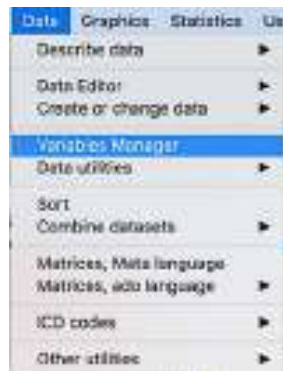 Data Graphics Statistics Us
Describe data
Data Editor
Create or change data
Variables Manager
Data utilities
Sort
Combine datasets
Matrices, Mata language
Matrices, ado language
ICD codes
Other utilities